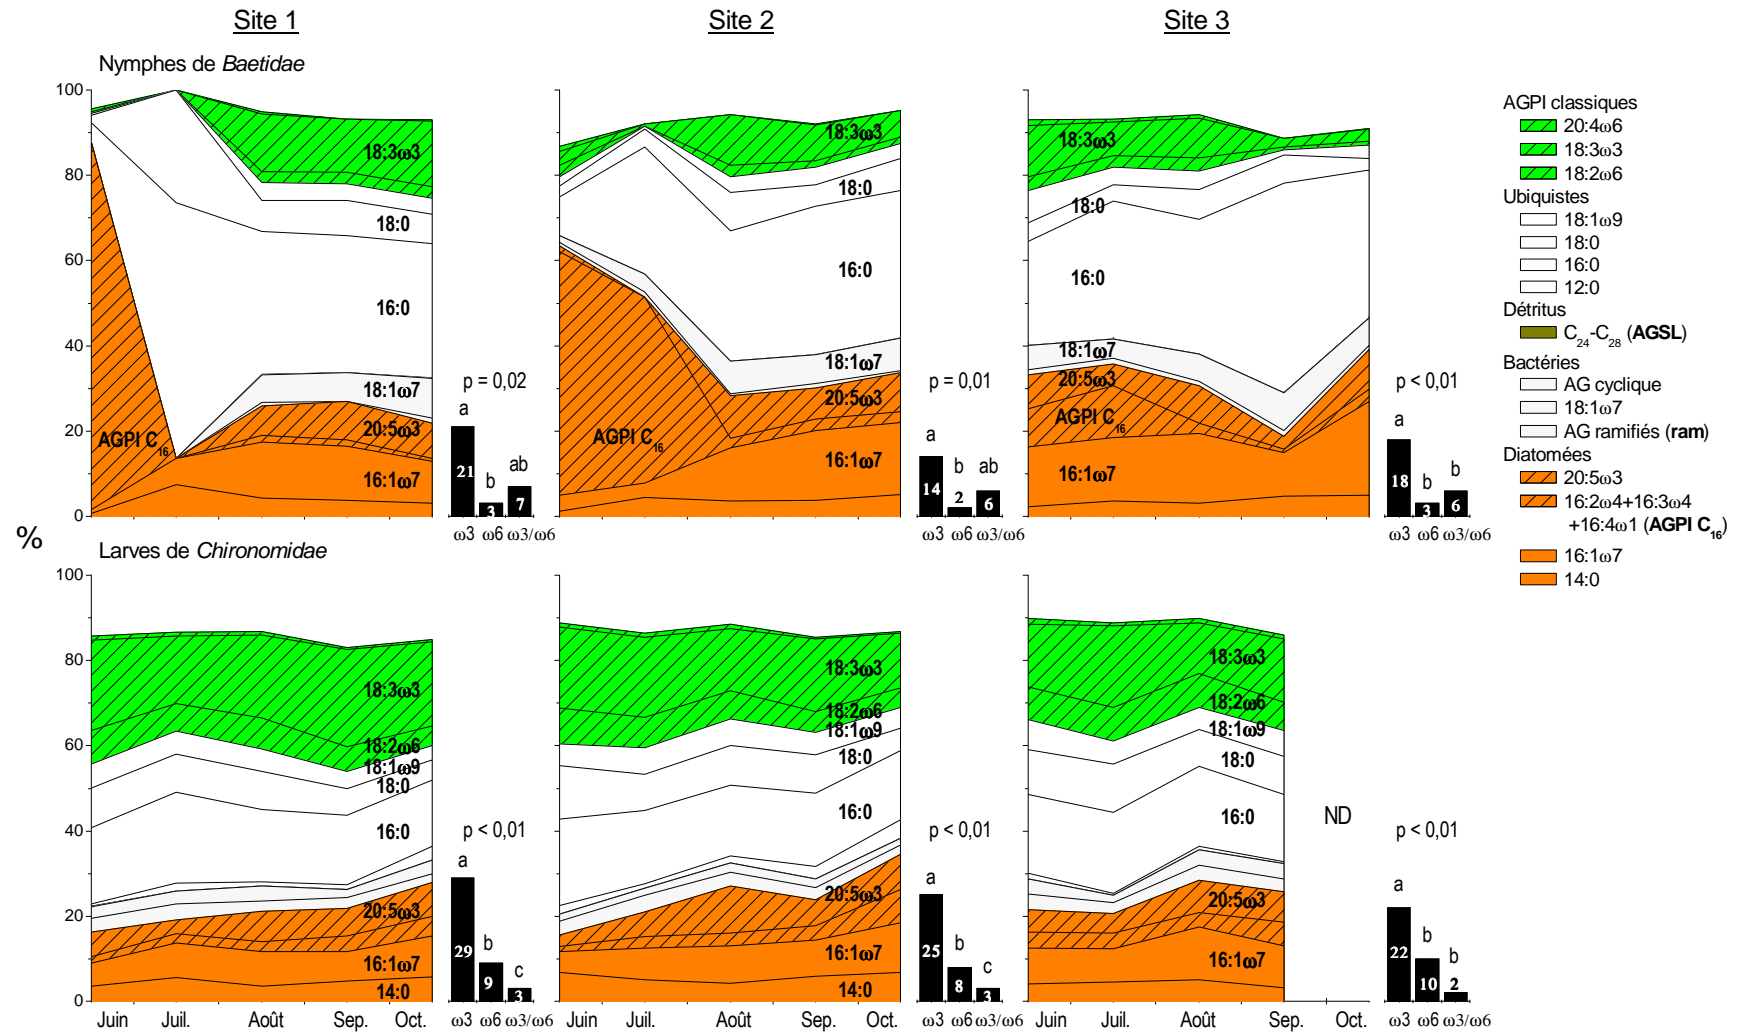 Site 1
Site 2
Site 3
Nymphes de Baetidae
100
80
60
40
20
0
18:3ω3
18:0
16:0
18:1ω7
20:5ω3
AGPI C16
16:1ω7
p = 0,02
a
b
ab
21
3
7
ω3 ω6 ω3/ω6
18:3ω3
18:0
16:0
18:1ω7
20:5ω3
AGPI C16
16:1ω7
p = 0,01
a
b
ab
14
2
6
ω3 ω6 ω3/ω6
18:3ω3
18:0
16:0
18:1ω7
20:5ω3
AGPI C16
16:1ω7
p < 0,01
a
b
b
18
3
6
ω3 ω6 ω3/ω6
AGPI classiques
20:4ω6
18:3ω3
18:2ω6
Ubiquistes
18:1ω9
18:0
16:0
12:0
Détritus
C24-C28 (AGSL)
Bactéries
AG cyclique
18:1ω7
AG ramifiés (ram)
Diatomées
20:5ω3
16:2ω4+16:3ω4
+16:4ω1 (AGPI C16)
16:1ω7
14:0
%
Larves de Chironomidae
100
80
60
40
20
0
18:3ω3
18:2ω6
18:1ω9
18:0
16:0
20:5ω3
16:1ω7
14:0
Juin Juil. Août Sep. Oct.
p < 0,01
a
b
c
29
9
3
ω3 ω6 ω3/ω6
18:3ω3
18:2ω6
18:1ω9
18:0
16:0
20:5ω3
16:1ω7
14:0
Juin Juil. Août Sep. Oct.
p < 0,01
a
b
c
25
8
3
ω3 ω6 ω3/ω6
18:3ω3
18:2ω6
18:1ω9
18:0
16:0
20:5ω3
16:1ω7
ND
Juin Juil. Août Sep. Oct.
p < 0,01
a
b
b
22
10
2
ω3 ω6 ω3/ω6